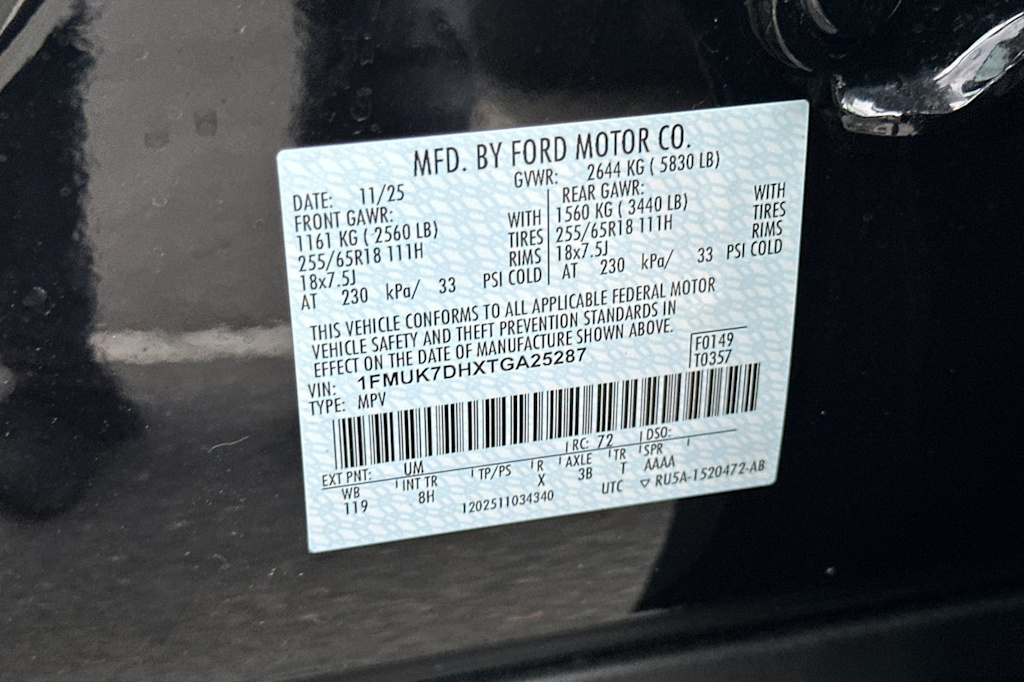 MFD. BY FORD MOTOR CO.
DATE: 11/25 GVWR: 2644 KG ( 5830 LB)
FRONT GAWR: REAR GAWR:
1161 KG ( 2560 LB) WITH 1560 KG ( 3440 LB) WITH
255/65R18 111H TIRES 255/65R18 111H TIRES
18x7.5J RIMS 18x7.5J RIMS
AT 230 kPa/ 33 PSI COLD AT 230 kPa/ 33 PSI COLD
THIS VEHICLE CONFORMS TO ALL APPLICABLE FEDERAL MOTOR
VEHICLE SAFETY AND THEFT PREVENTION STANDARDS IN
EFFECT ON THE DATE OF MANUFACTURE SHOWN ABOVE.
VIN: 1FMUK7DHXTGA25287 F0149
TYPE: MPV T0357
EXT PNT: UM RC: 72 DSO:
WB INT TR TP/PS R AXLE TR SPR
119 8H X 3B T AAAA
1202511034340 UTC ▽ RU5A-1520472-AB